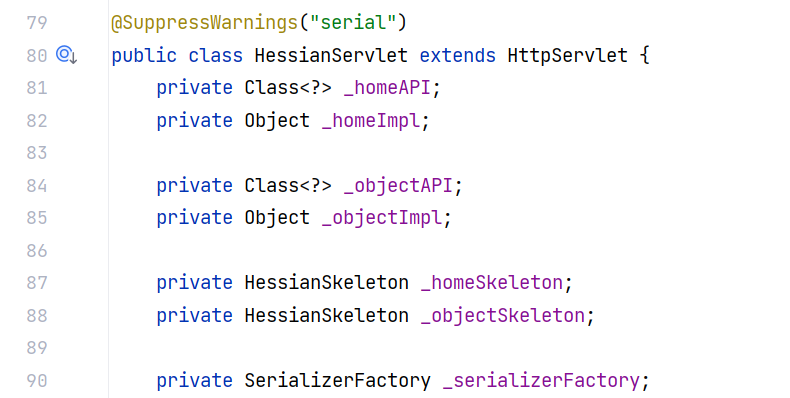 79 @SuppressWarnings("serial")
80 public class HessianServlet extends HttpServlet {
81 private Class<?> _homeAPI;
82 private Object _homeImpl;
83
84 private Class<?> _objectAPI;
85 private Object _objectImpl;
86
87 private HessianSkeleton _homeSkeleton;
88 private HessianSkeleton _objectSkeleton;
89
90 private SerializerFactory _serializerFactory;